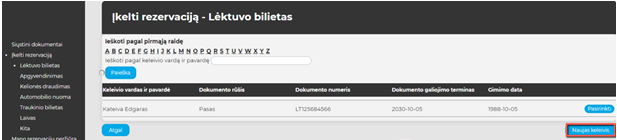 Įkelti rezervaciją - Lėktuvo bilietas
Siųstini dokumentai
Įkelti rezervaciją
Lėktuvo bilietas
Apgyvendinimas
Kelionės draudimas
Automobilio nuoma
Traukinio bilietas
Laivas
Kita
Mano rezervacijų peržiūra
Ieškoti pagal pirmąją raidę
A B C D E F G H I J K L M N O P Q R S T U V W X Y Z
Ieškoti pagal keleivio vardą ir pavardę
Paieška
Keleivio vardas ir pavardė Dokumento rūšis Dokumento numeris Dokumento galiojimo terminas Gimimo data
Kateiva Edgaras Pasas LT125684566 2030-10-05 1988-10-05 Pasirinkti
Atgal Naujas keleivis